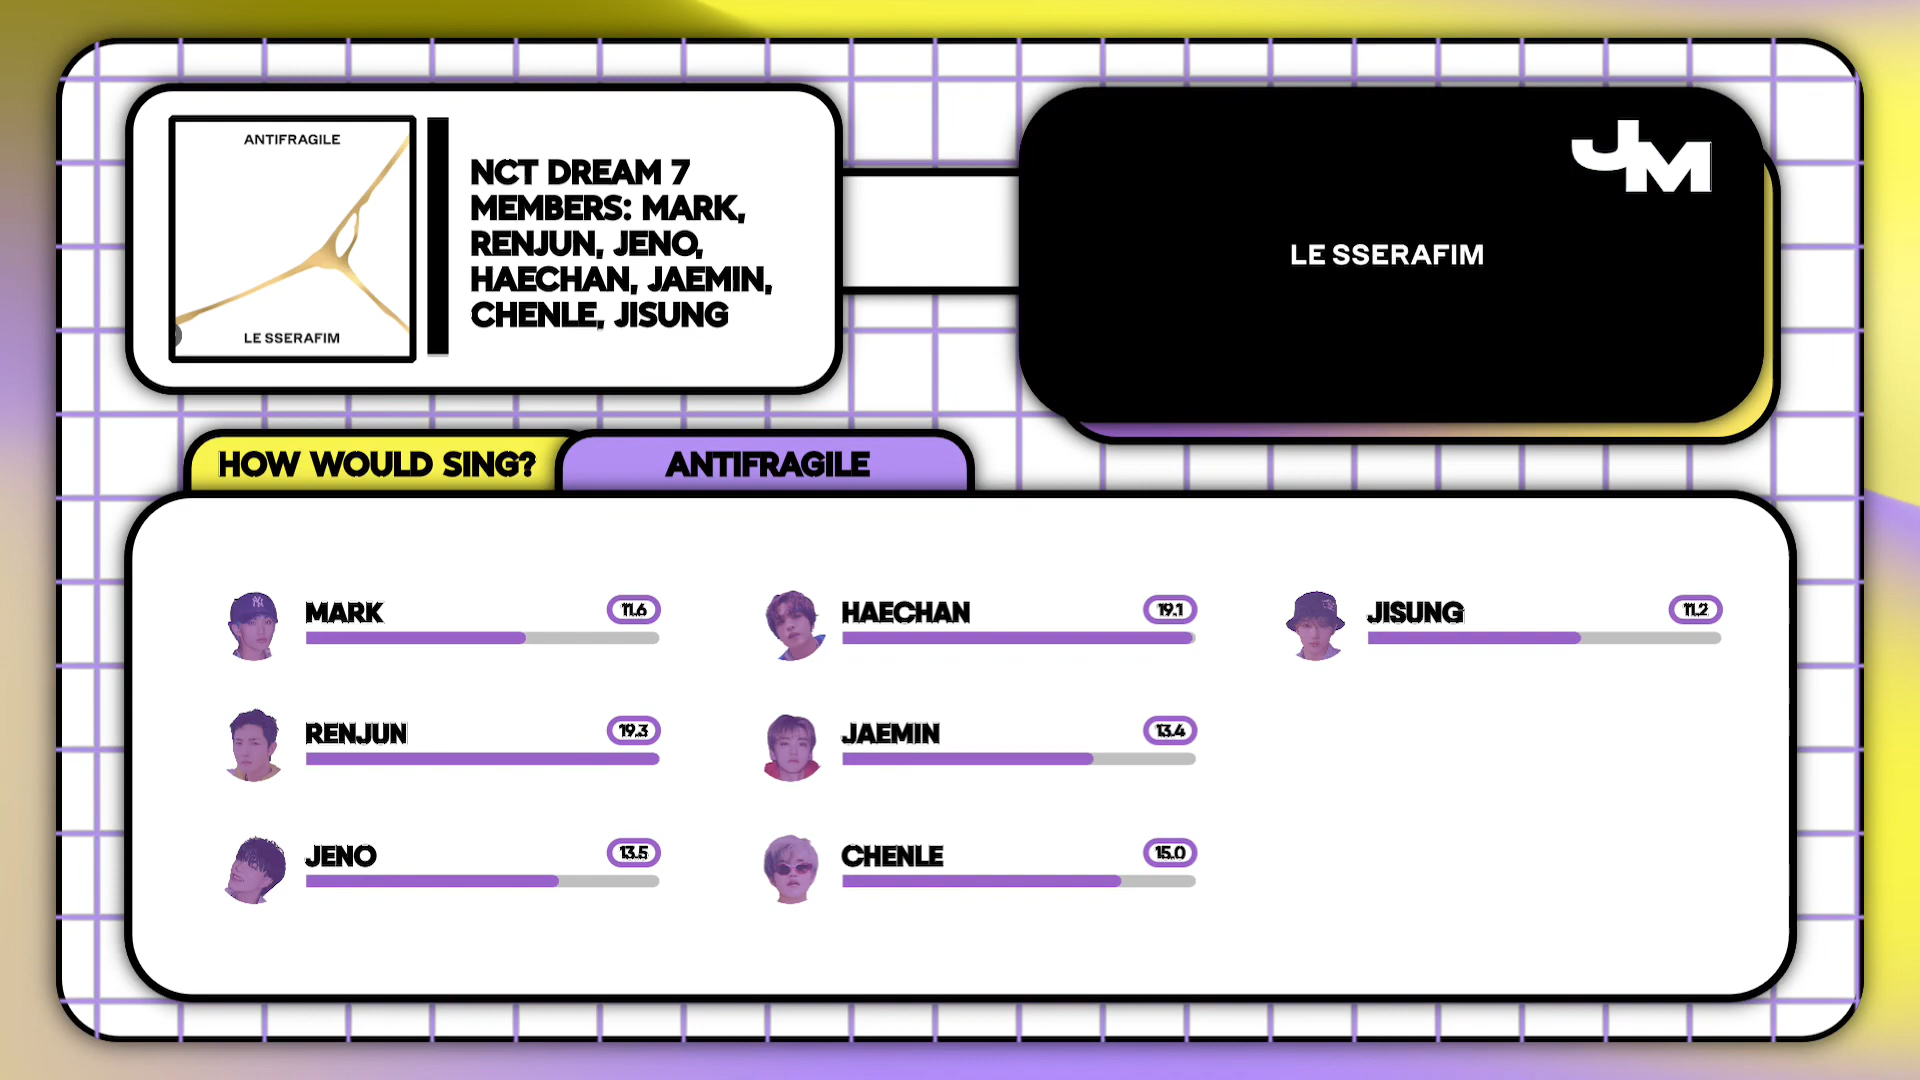 ANTIFRAGILE
LE SSERAFIM
NCT DREAM 7
MEMBERS: MARK,
RENJUN, JENO,
HAECHAN, JAEMIN,
CHENLE, JISUNG
JM
LE SSERAFIM
HOW WOULD SING?
ANTIFRAGILE
MARK 11.6
RENJUN 19.3
JENO 13.5
HAECHAN 19.1
JAEMIN 13.4
CHENLE 15.0
JISUNG 11.2